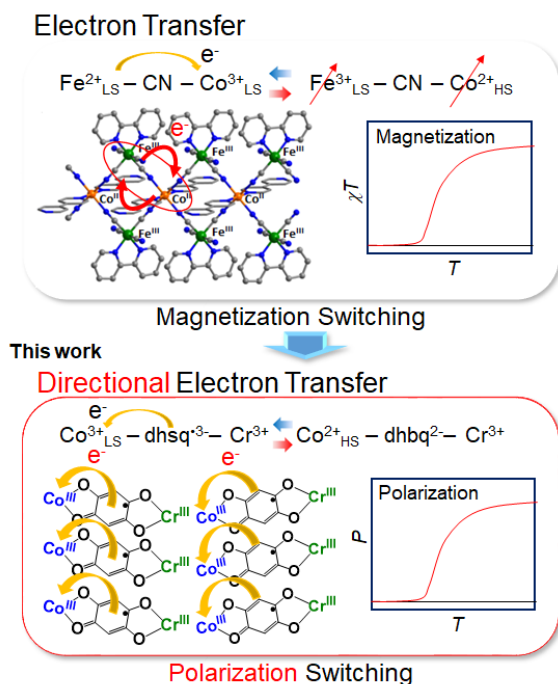 Electron Transfer
e-
Fe²⁺LS – CN – Co³⁺LS Fe³⁺LS – CN – Co²⁺HS
e-
Feᴵᴵᴵ Feᴵᴵᴵ Feᴵᴵᴵ
Coᴵᴵ Coᴵᴵ Coᴵᴵ
Feᴵᴵᴵ Feᴵᴵᴵ Feᴵᴵᴵ
Magnetization
χT
T
Magnetization Switching
This work
Directional Electron Transfer
e-
Co³⁺LS – dhsq•³⁻ – Cr³⁺ Co²⁺HS – dhbq²⁻ – Cr³⁺
e- e-
Coᴵᴵᴵ O O O O Crᴵᴵᴵ Coᴵᴵᴵ O O O O Crᴵᴵᴵ
Coᴵᴵᴵ O O O O Crᴵᴵᴵ Coᴵᴵᴵ O O O O Crᴵᴵᴵ
Coᴵᴵᴵ O O O O Crᴵᴵᴵ Coᴵᴵᴵ O O O O Crᴵᴵᴵ
Polarization
P
T
Polarization Switching